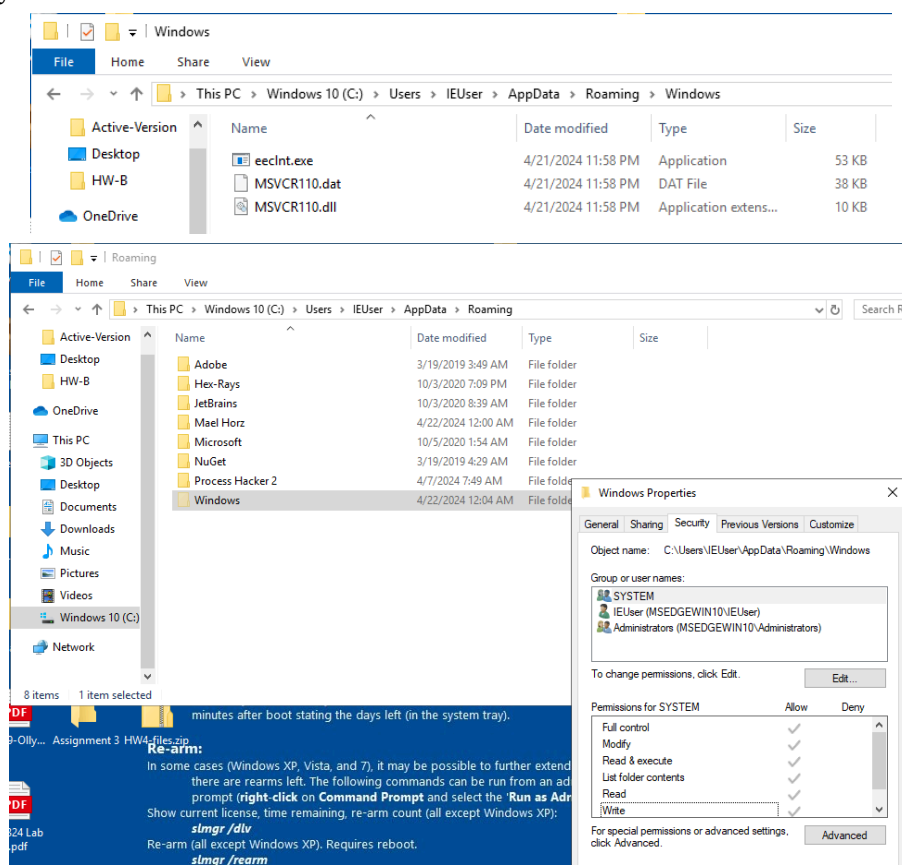 Windows
File Home Share View
This PC > Windows 10 (C:) > Users > IEUser > AppData > Roaming > Windows
Active-Version
Desktop
HW-B
OneDrive
Name Date modified Type Size
eecInt.exe 4/21/2024 11:58 PM Application 53 KB
MSVCR110.dat 4/21/2024 11:58 PM DAT File 38 KB
MSVCR110.dll 4/21/2024 11:58 PM Application extens... 10 KB
Roaming
File Home Share View
This PC > Windows 10 (C:) > Users > IEUser > AppData > Roaming
Search R
Active-Version
Desktop
HW-B
OneDrive
This PC
3D Objects
Desktop
Documents
Downloads
Music
Pictures
Videos
Windows 10 (C:)
Network
Name Date modified Type Size
Adobe 3/19/2019 3:49 AM File folder
Hex-Rays 10/3/2020 7:09 PM File folder
JetBrains 10/3/2020 8:39 AM File folder
Mael Horz 4/22/2024 12:00 AM File folder
Microsoft 10/5/2020 1:54 AM File folder
NuGet 3/19/2019 4:29 AM File folder
Process Hacker 2 4/7/2024 7:49 AM File folde
Windows 4/22/2024 12:04 AM File folde
8 items 1 item selected
Windows Properties
General Sharing Security Previous Versions Customize
Object name: C:\Users\IEUser\AppData\Roaming\Windows
Group or user names:
SYSTEM
IEUser (MSEDGEWIN10\IEUser)
Administrators (MSEDGEWIN10\Administrators)
To change permissions, click Edit.
Edit...
Permissions for SYSTEM Allow Deny
Full control
Modify
Read & execute
List folder contents
Read
Write
For special permissions or advanced settings,
click Advanced.
Advanced
PDF
9-Olly... Assignment 3 HW4-files.zip
PDF
324 Lab
.pdf
minutes after boot stating the days left (in the system tray).
Re-arm:
In some cases (Windows XP, Vista, and 7), it may be possible to further extend
there are rearms left. The following commands can be run from an ad
prompt (right-click on Command Prompt and select the 'Run as Adr
Show current license, time remaining, re-arm count (all except Windows XP):
slmgr /dlv
Re-arm (all except Windows XP). Requires reboot.
slmgr /rearm